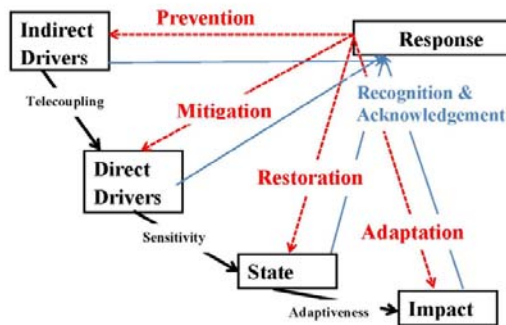 Prevention
Indirect
Drivers
Response
Telecoupling
Mitigation
Recognition &
Acknowledgement
Direct
Drivers
Restoration
Sensitivity
Adaptation
State
Adaptiveness
Impact